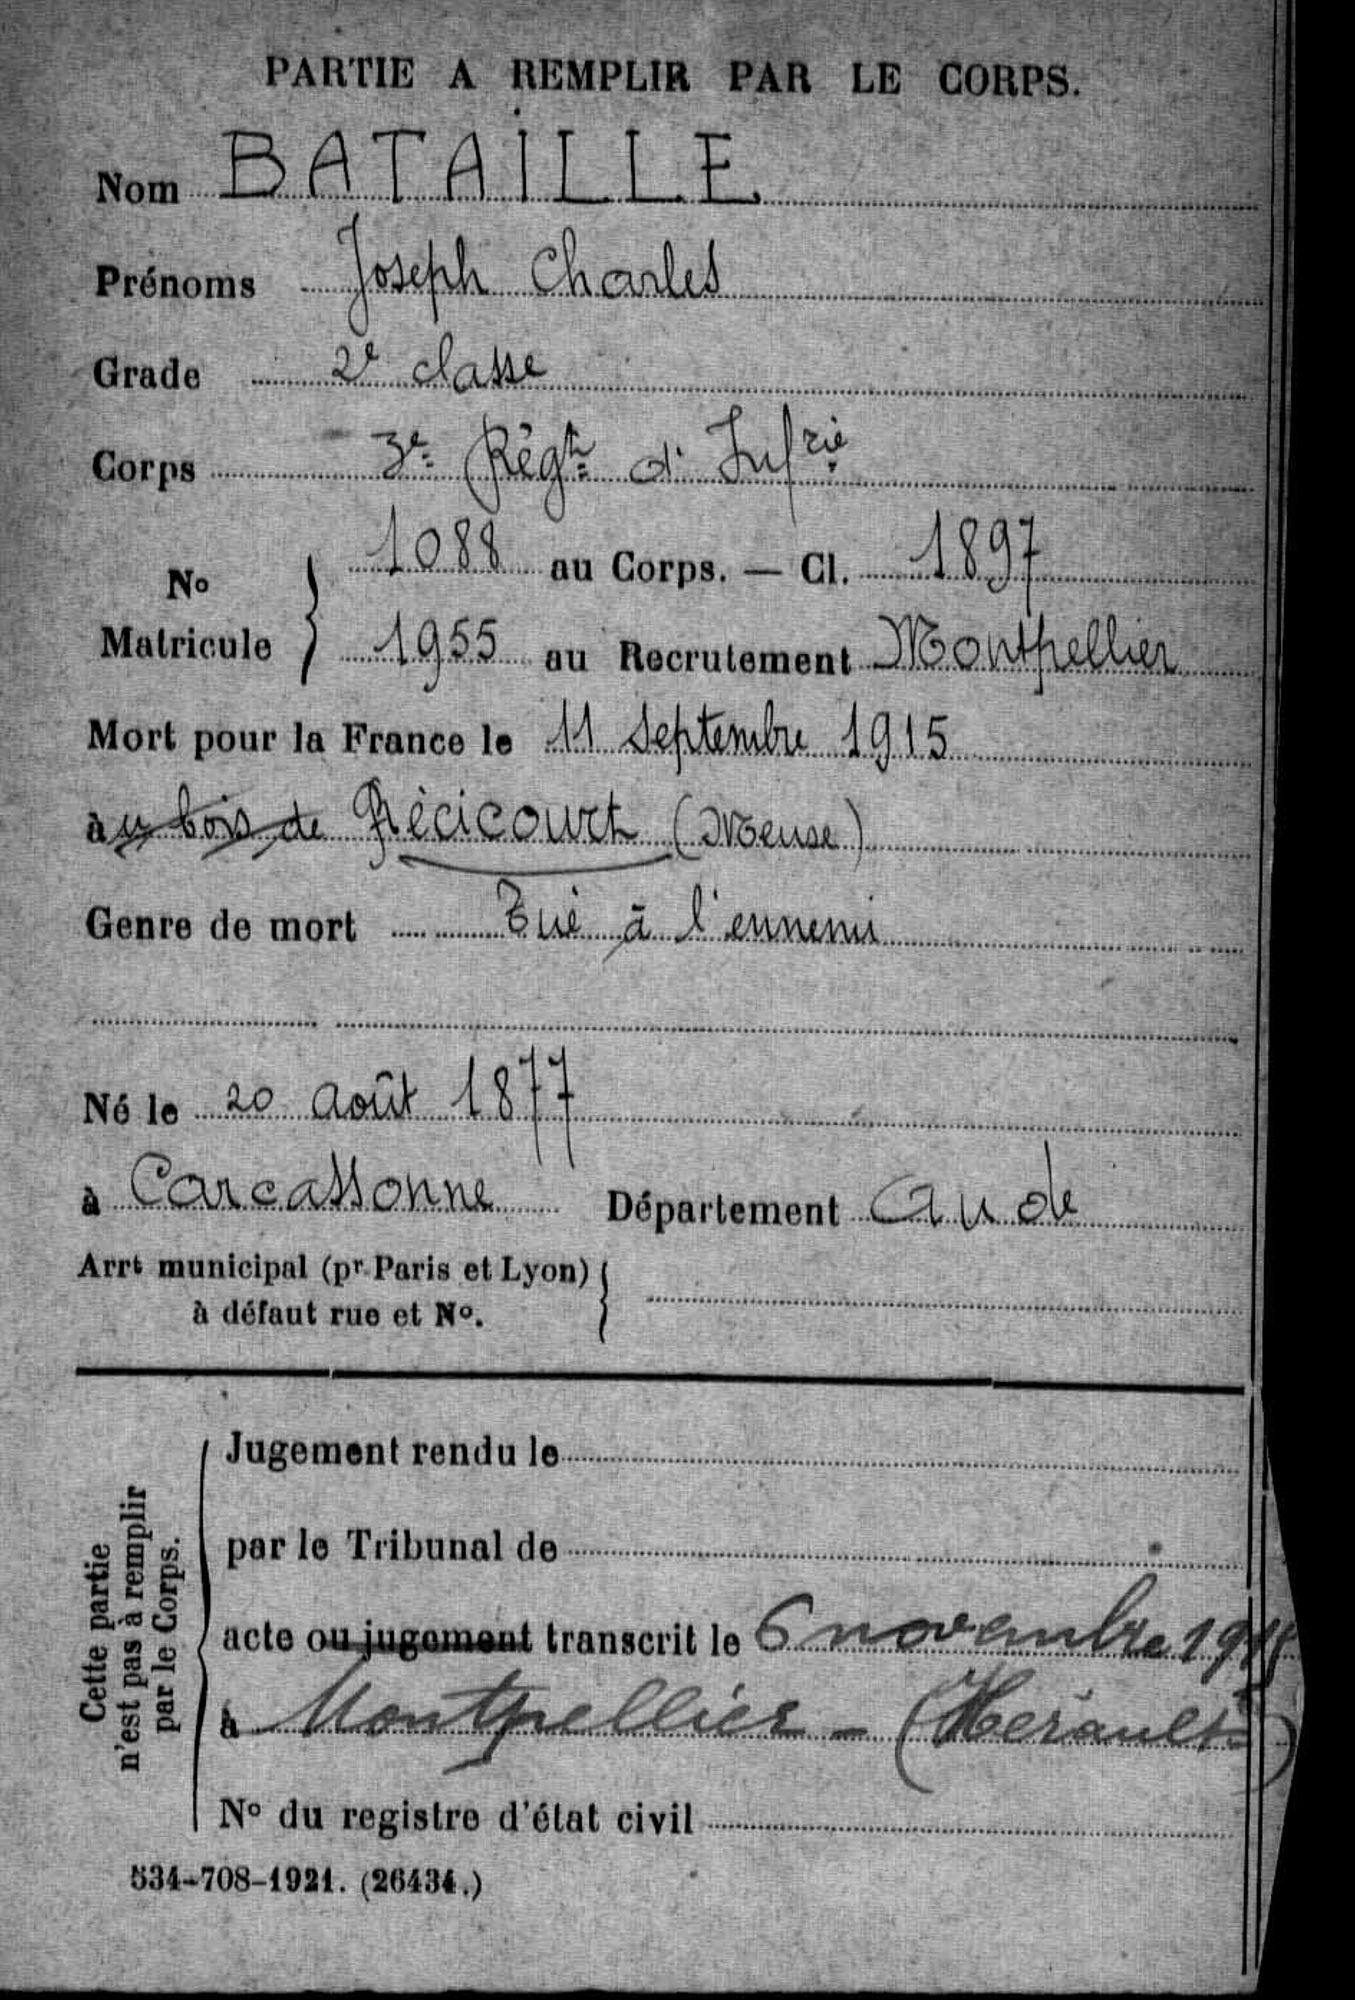 PARTIE A REMPLIR PAR LE CORPS.
Nom BATAILLE
Prénoms Joseph Charles
Grade 2e classe
Corps 3e Régt d'Infrie
No Matricule 1088 au Corps. — Cl. 1897
1955 au Recrutement Montpellier
Mort pour la France le 11 Septembre 1915
au bois de Récicourt (Meuse)
Genre de mort Tué à l'ennemi
Né le 20 Août 1877
à Carcassonne Département Aude
Arrt municipal (pr Paris et Lyon)
à défaut rue et No.
Cette partie
n'est pas à remplir
par le Corps.
Jugement rendu le
par le Tribunal de
acte ou jugement transcrit le 6 novembre 1915
à Montpellier - (Hérault)
No du registre d'état civil
534-708-1921. (26434.)